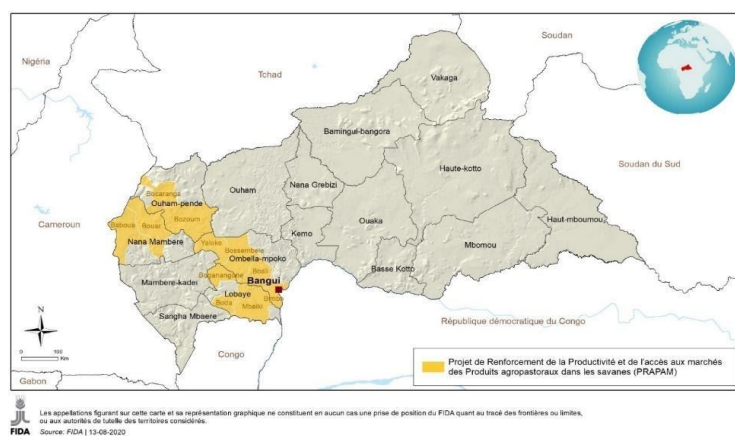 Nigéria
Tchad
Soudan
Vakaga
Bamingui-bangora
Haute-kotto
Soudan du Sud
Ouham
Nana Grebizi
Bocaranga
Ouham-pende
Cameroun
Baboua
Bouar
Bozoum
Ouaka
Haut-mboumou
Kemo
Nana Mambere
Yaloke
Bossembele
Mbomou
Ombella-mpoko
Basse Kotto
Boganangone
Boali
Bangui
Mambere-kadei
Lobaye
Bimbo
Boda
Mbaiki
Sangha Mbaere
République démocratique du Congo
N
0
100
Km
Congo
Gabon
Projet de Renforcement de la Productivité et de l'accès aux marchés
des Produits agropastoraux dans les savanes (PRAPAM)
Les appellations figurant sur cette carte et sa représentation graphique ne constituent en aucun cas une prise de position du FIDA quant au tracé des frontières ou limites,
ou aux autorités de tutelle des territoires considérés.
FIDA
Source: FIDA | 13-08-2020